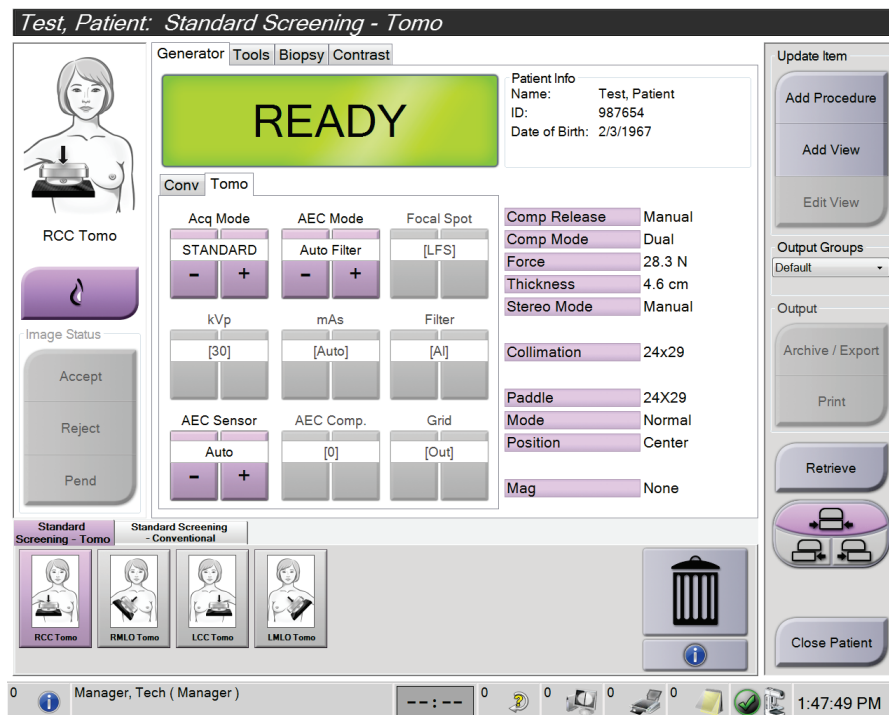 Test, Patient: Standard Screening - Tomo
Generator Tools Biopsy Contrast
READY
Patient Info
Name: Test, Patient
ID: 987654
Date of Birth: 2/3/1967
RCC Tomo
Image Status
Accept
Reject
Pend
Conv Tomo
Acq Mode AEC Mode Focal Spot
STANDARD Auto Filter [LFS]
- + - +
kVp mAs Filter
[30] [Auto] [Al]
AEC Sensor AEC Comp. Grid
Auto [0] [Out]
- +
Comp Release Manual
Comp Mode Dual
Force 28.3 N
Thickness 4.6 cm
Stereo Mode Manual
Collimation 24x29
Paddle 24X29
Mode Normal
Position Center
Mag None
Update Item
Add Procedure
Add View
Edit View
Output Groups
Default
Output
Archive / Export
Print
Retrieve
Close Patient
Standard
Screening - Tomo
Standard Screening
- Conventional
RCC Tomo RMLO Tomo LCC Tomo LMLO Tomo
0 Manager, Tech ( Manager ) --:-- 0 0 0 0 1:47:49 PM